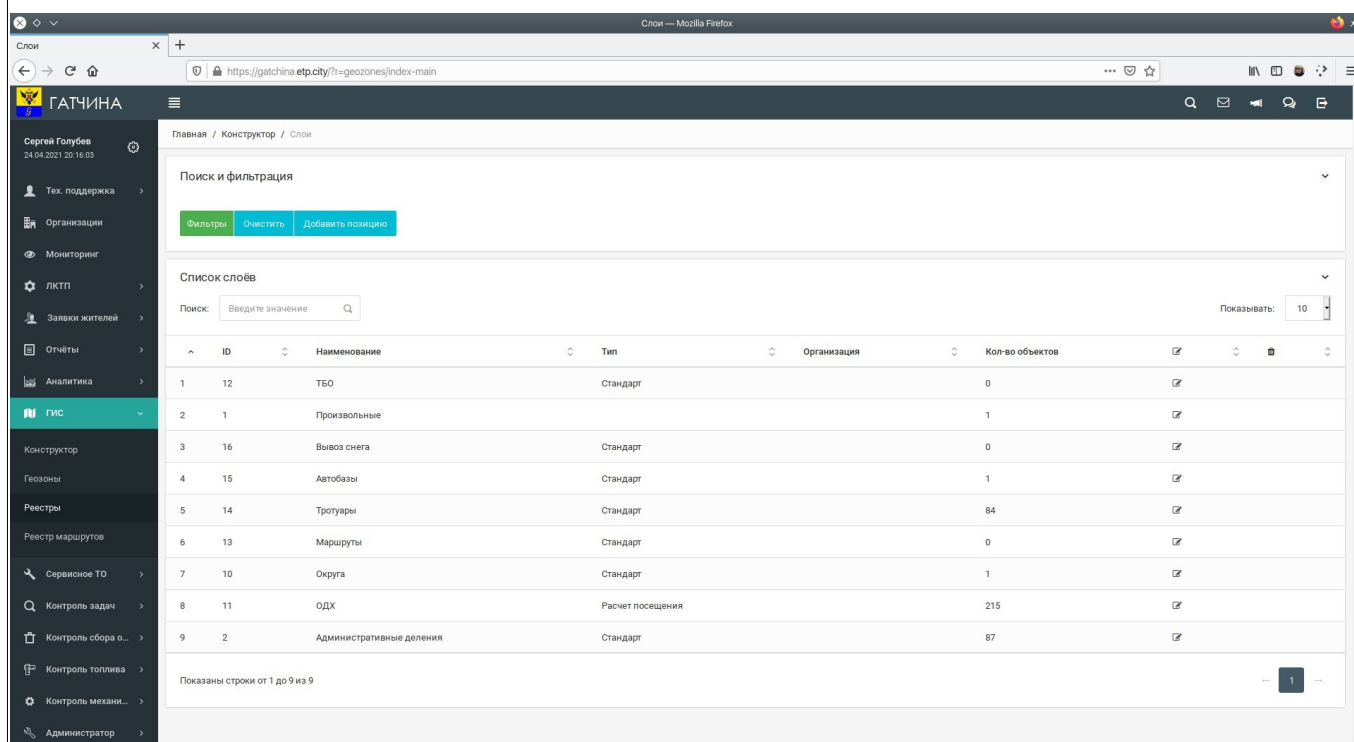 Слои — Mozilla Firefox
Слои
https://gatchina.etp.city/?r=geozones/index-main
ГАТЧИНА
Сергей Голубев
24.04.2021 20:16:03
Тех. поддержка
Организации
Мониторинг
ЛКТП
Заявки жителей
Отчёты
Аналитика
ГИС
Конструктор
Геозоны
Реестры
Реестр маршрутов
Сервисное ТО
Контроль задач
Контроль сбора о...
Контроль топлива
Контроль механи...
Администратор
Главная / Конструктор / Слои
Поиск и фильтрация
Фильтры Очистить Добавить позицию
Список слоёв
Поиск: Введите значение Показывать: 10
ID Наименование Тип Организация Кол-во объектов
1 12 ТБО Стандарт 0
2 1 Произвольные 1
3 16 Вывоз снега Стандарт 0
4 15 Автобазы Стандарт 1
5 14 Тротуары Стандарт 84
6 13 Маршруты Стандарт 0
7 10 Округа Стандарт 1
8 11 ОДХ Расчет посещения 215
9 2 Административные деления Стандарт 87
Показаны строки от 1 до 9 из 9
← 1 →